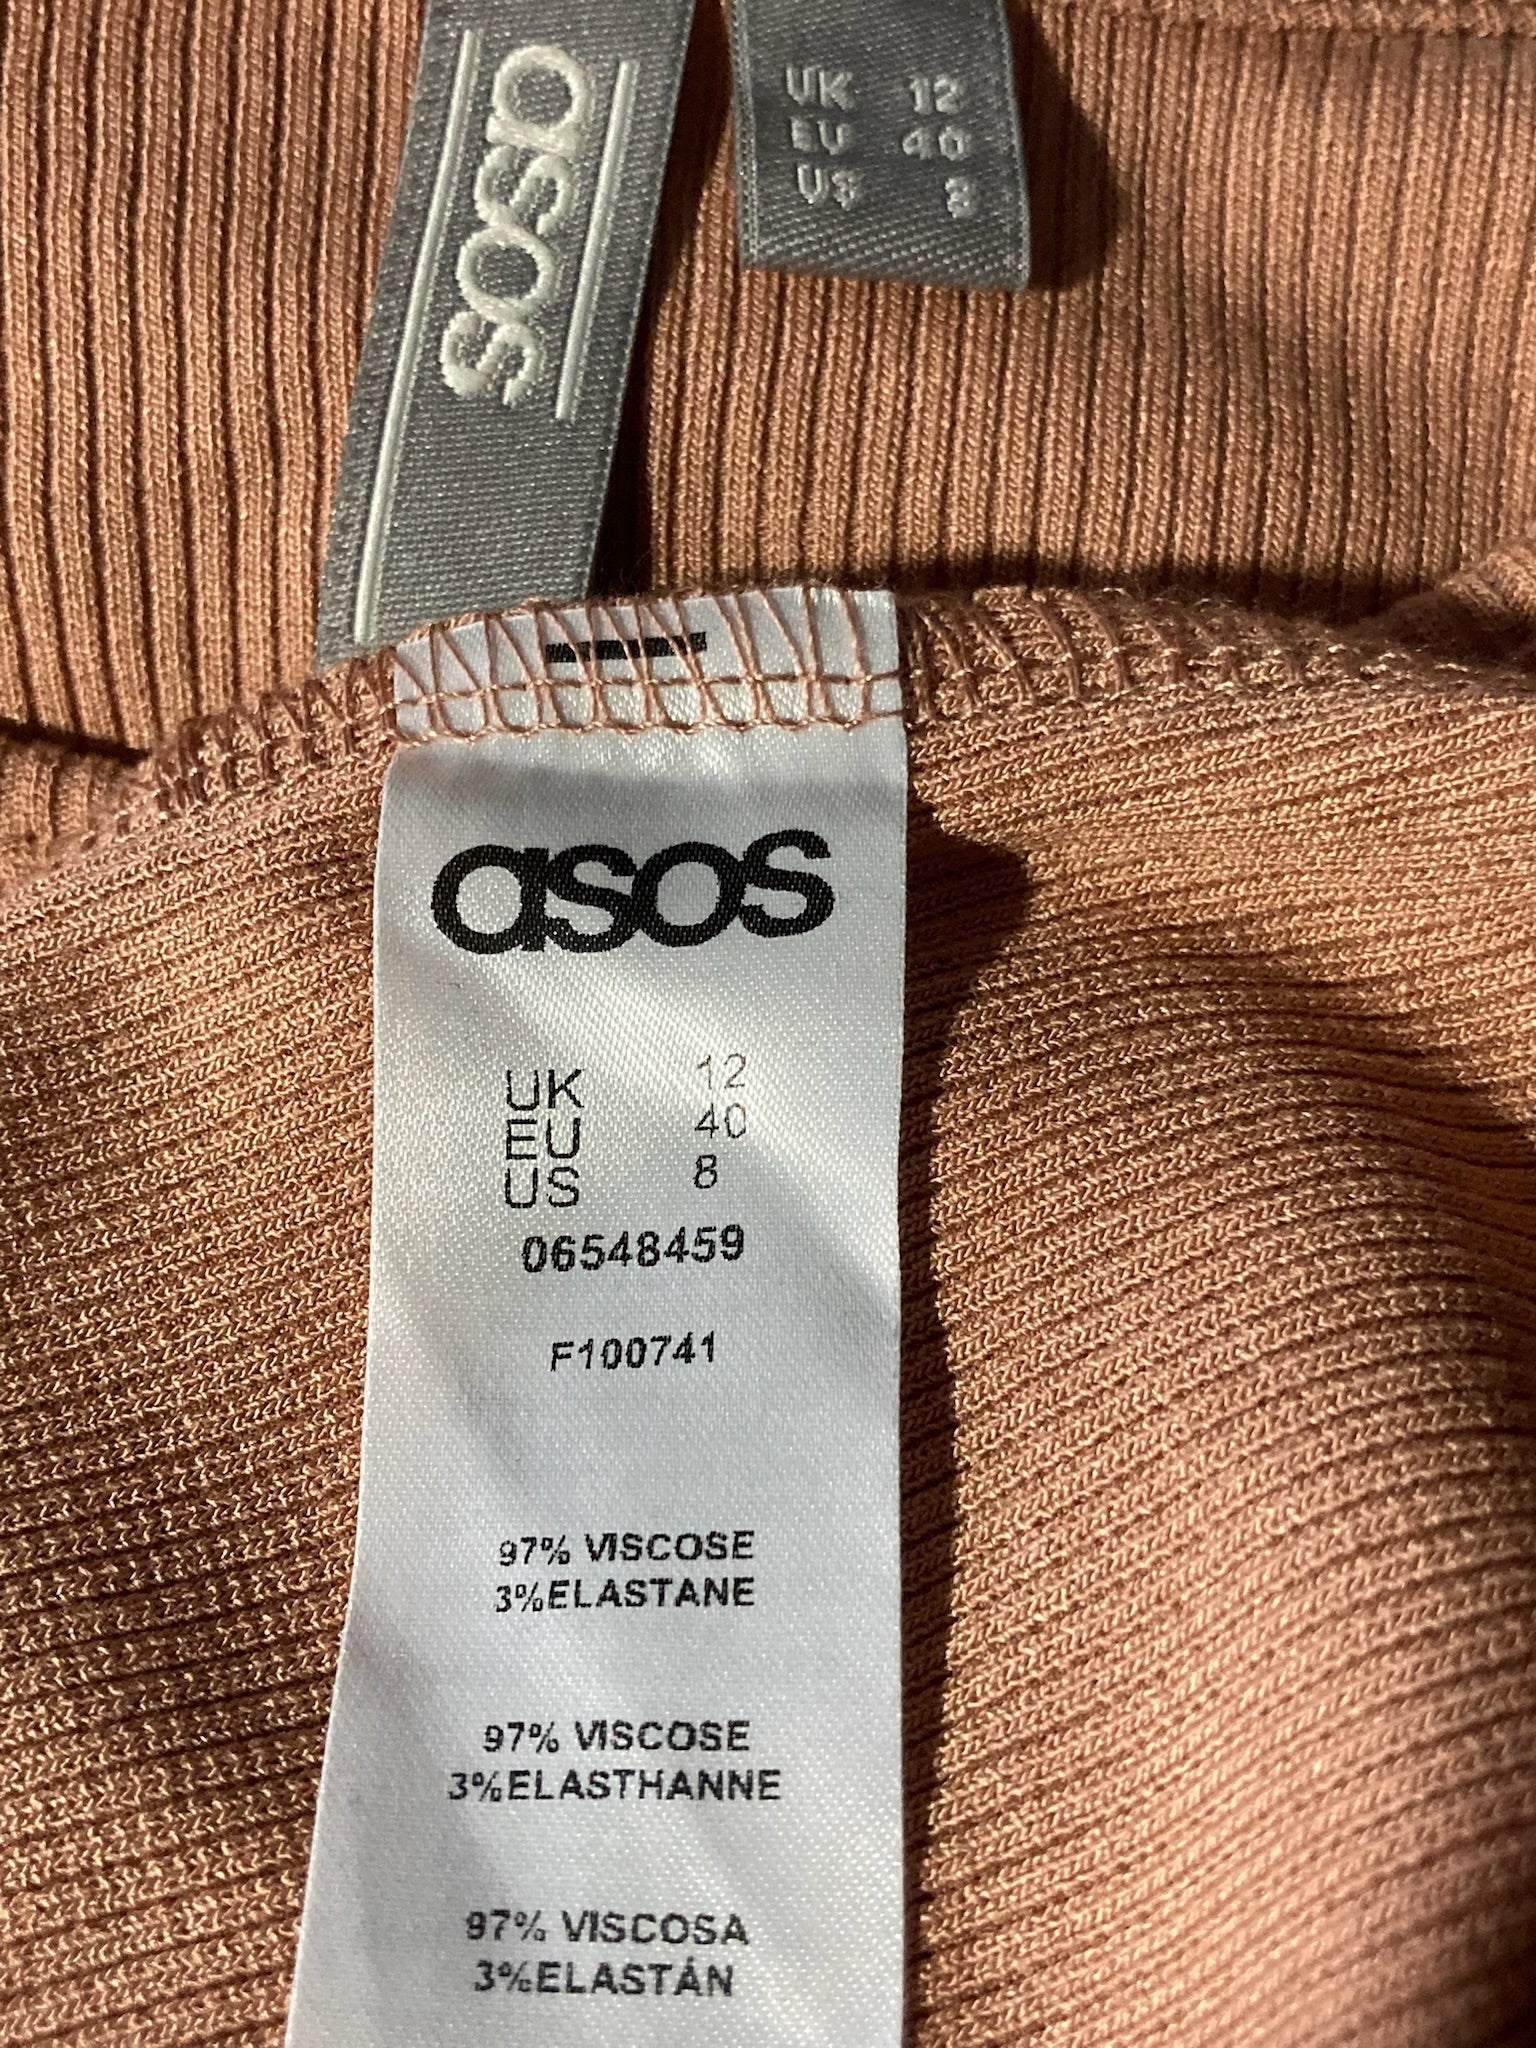 asos
UK 12
EU 40
US 8
asos
UK 12
EU 40
US 8
06548459
F100741
97% VISCOSE
3%ELASTANE
97% VISCOSE
3%ELASTHANNE
97% VISCOSA
3%ELASTÁN